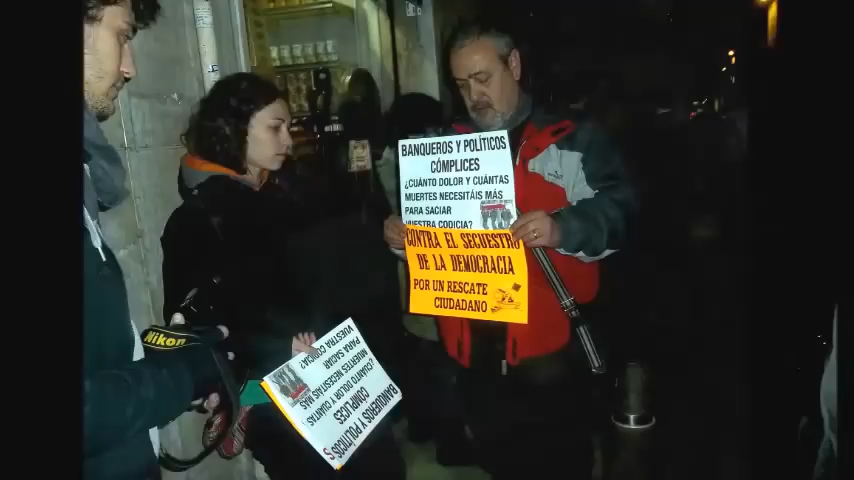 BANQUEROS Y POLÍTICOS
CÓMPLICES
¿CUÁNTO DOLOR Y CUÁNTAS
MUERTES NECESITÁIS MÁS
PARA SACIAR
VUESTRA CODICIA?
CONTRA EL SECUESTRO
DE LA DEMOCRACIA
POR UN RESCATE
CIUDADANO
Nikon
BANQUEROS Y POLÍTICOS
CÓMPLICES
¿CUÁNTO DOLOR Y CUÁNTAS
MUERTES NECESITÁIS MÁS
PARA SACIAR
VUESTRA CODICIA?